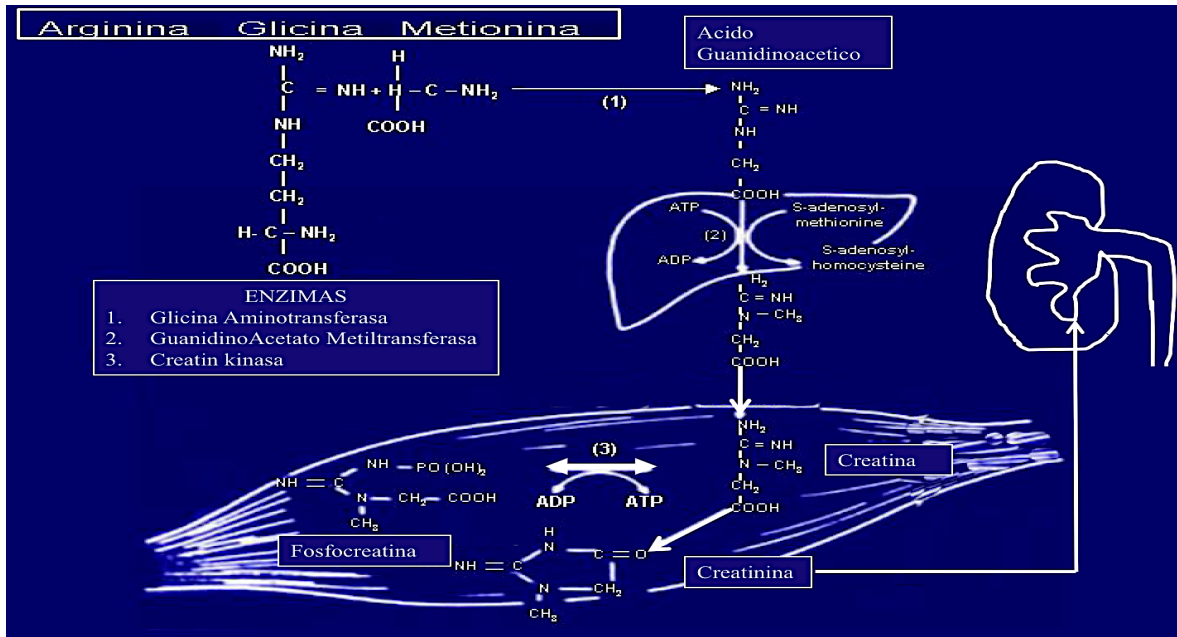 Arginina Glicina Metionina
NH2
C = NH + H – C – NH2
H
COOH
NH
CH2
CH2
H- C – NH2
COOH
(1)
Acido
Guanidinoacetico
NH2
C = NH
NH
CH2
COOH
ATP
S-adenosyl-
methionine
(2)
ADP
S-adenosyl-
homocysteine
H2
C = NH
N – CH3
CH2
COOH
ENZIMAS
1. Glicina Aminotransferasa
2. GuanidinoAcetato Metiltransferasa
3. Creatin kinasa
NH2
C = NH
N – CH3
CH2
COOH
Creatina
(3)
ADP
ATP
NH – PO(OH)2
NH = C
N – CH2 – COOH
CH3
Fosfocreatina
H
N
C = O
NH = C
N
CH2
CH3
Creatinina